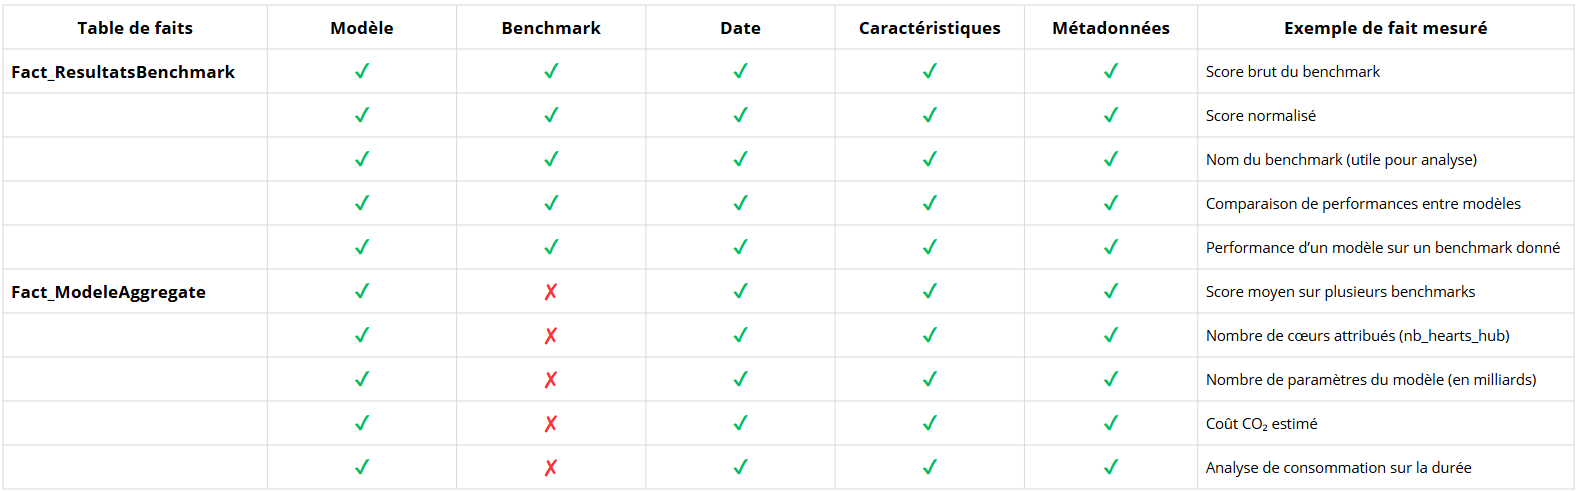 Table de faits Modèle Benchmark Date Caractéristiques Métadonnées Exemple de fait mesuré
Fact_ResultatsBenchmark ✓ ✓ ✓ ✓ ✓ Score brut du benchmark
✓ ✓ ✓ ✓ ✓ Score normalisé
✓ ✓ ✓ ✓ ✓ Nom du benchmark (utile pour analyse)
✓ ✓ ✓ ✓ ✓ Comparaison de performances entre modèles
✓ ✓ ✓ ✓ ✓ Performance d’un modèle sur un benchmark donné
Fact_ModeleAggregate ✓ ✗ ✓ ✓ ✓ Score moyen sur plusieurs benchmarks
✓ ✗ ✓ ✓ ✓ Nombre de cœurs attribués (nb_hearts_hub)
✓ ✗ ✓ ✓ ✓ Nombre de paramètres du modèle (en milliards)
✓ ✗ ✓ ✓ ✓ Coût CO₂ estimé
✓ ✗ ✓ ✓ ✓ Analyse de consommation sur la durée